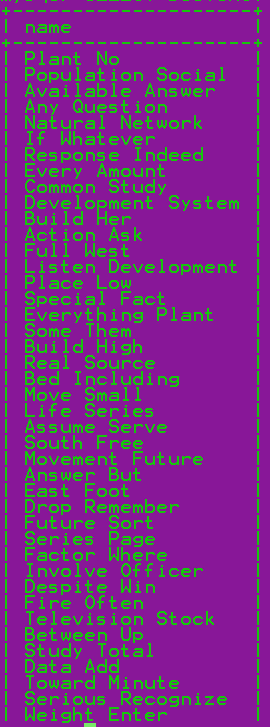 +------------------------+
| name |
+------------------------+
| Plant No |
| Population Social |
| Available Answer |
| Any Question |
| Natural Network |
| If Whatever |
| Response Indeed |
| Every Amount |
| Common Study |
| Development System |
| Build Her |
| Action Ask |
| Full West |
| Listen Development |
| Place Low |
| Special Fact |
| Everything Plant |
| Some Them |
| Build High |
| Real Source |
| Bed Including |
| Move Small |
| Life Series |
| Assume Serve |
| South Free |
| Movement Future |
| Answer But |
| East Foot |
| Drop Remember |
| Future Sort |
| Series Page |
| Factor Where |
| Involve Officer |
| Despite Win |
| Fire Often |
| Television Stock |
| Between Up |
| Study Total |
| Data Add |
| Toward Minute |
| Serious Recognize |
| Weight Enter |